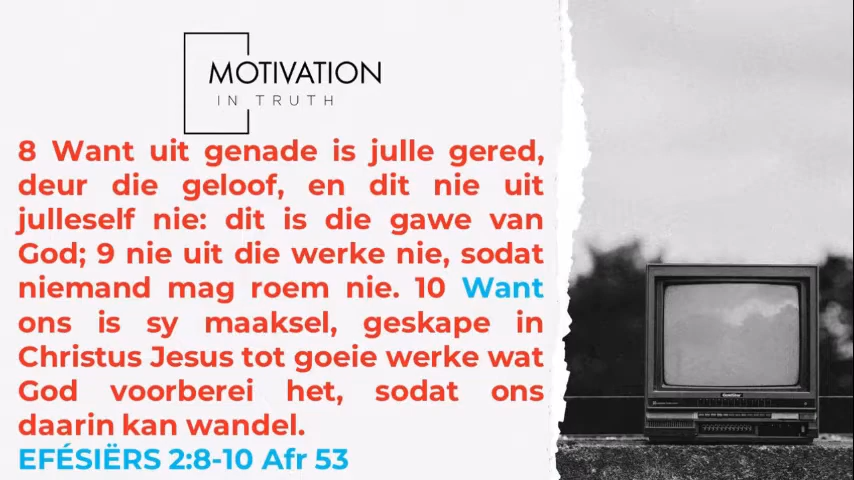 MOTIVATION
IN TRUTH
8 Want uit genade is julle gered,
deur die geloof, en dit nie uit
julleself nie: dit is die gawe van
God; 9 nie uit die werke nie, sodat
niemand mag roem nie. 10 Want
ons is sy maaksel, geskape in
Christus Jesus tot goeie werke wat
God voorberei het, sodat ons
daarin kan wandel.
EFÉSIËRS 2:8-10 Afr 53